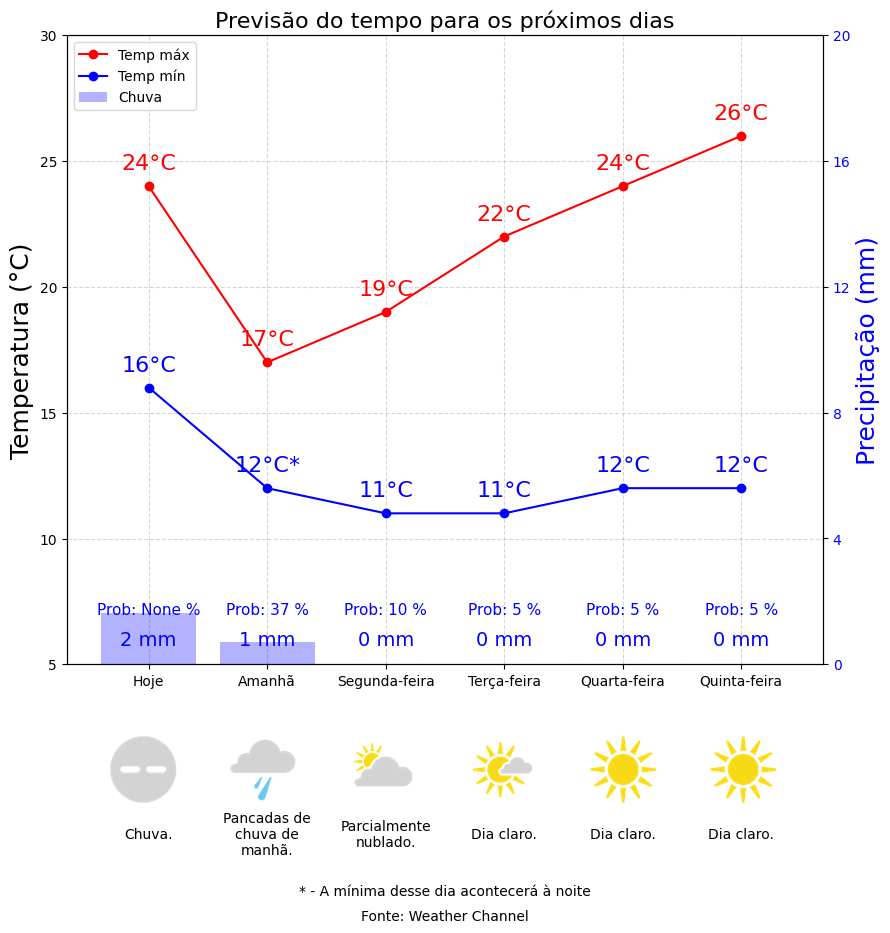 Previsão do tempo para os próximos dias
Temp máx
Temp mín
Chuva
Temperatura (°C)
30
25
20
15
10
5
Precipitação (mm)
20
16
12
8
4
0
24°C
17°C
19°C
22°C
24°C
26°C
16°C
12°C*
11°C
11°C
12°C
12°C
Prob: None %
Prob: 37 %
Prob: 10 %
Prob: 5 %
Prob: 5 %
Prob: 5 %
2 mm
1 mm
0 mm
0 mm
0 mm
0 mm
Hoje
Amanhã
Segunda-feira
Terça-feira
Quarta-feira
Quinta-feira
Chuva.
Pancadas de
chuva de
manhã.
Parcialmente
nublado.
Dia claro.
Dia claro.
Dia claro.
* - A mínima desse dia acontecerá à noite
Fonte: Weather Channel